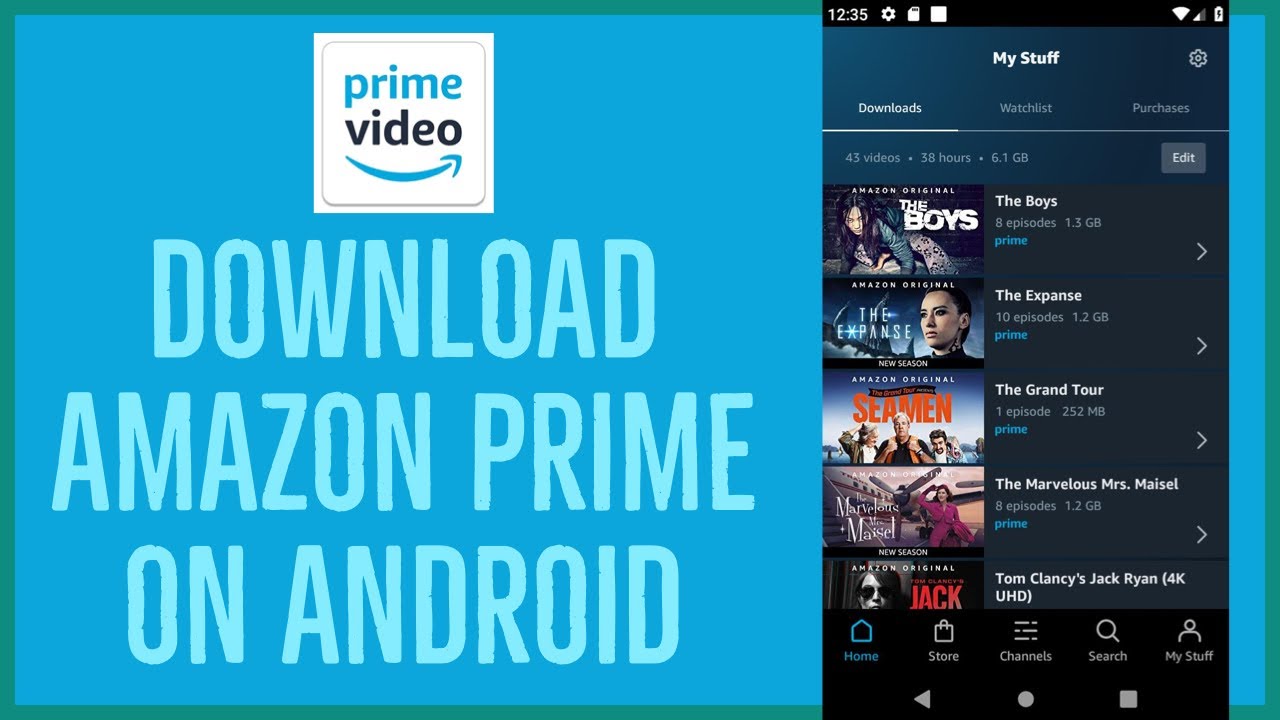 prime
video
DOWNLOAD
AMAZON PRIME
ON ANDROID
12:35
My Stuff
Downloads Watchlist Purchases
43 videos • 38 hours • 6.1 GB Edit
AMAZON ORIGINAL
THE
BOYS
The Boys
8 episodes 1.3 GB
prime
AMAZON ORIGINAL
THE
EXPANSE
NEW SEASON
The Expanse
10 episodes 1.2 GB
prime
AMAZON ORIGINAL
The Grand Tour PRESENTS
SEAMEN
The Grand Tour
1 episode 252 MB
prime
AMAZON ORIGINAL
The
Marvelous
Mrs.
Maisel
NEW SEASON
The Marvelous Mrs. Maisel
8 episodes 1.2 GB
prime
AMAZON ORIGINAL
TOM CLANCY'S
JACK
Tom Clancy's Jack Ryan (4K
UHD)
Home Store Channels Search My Stuff